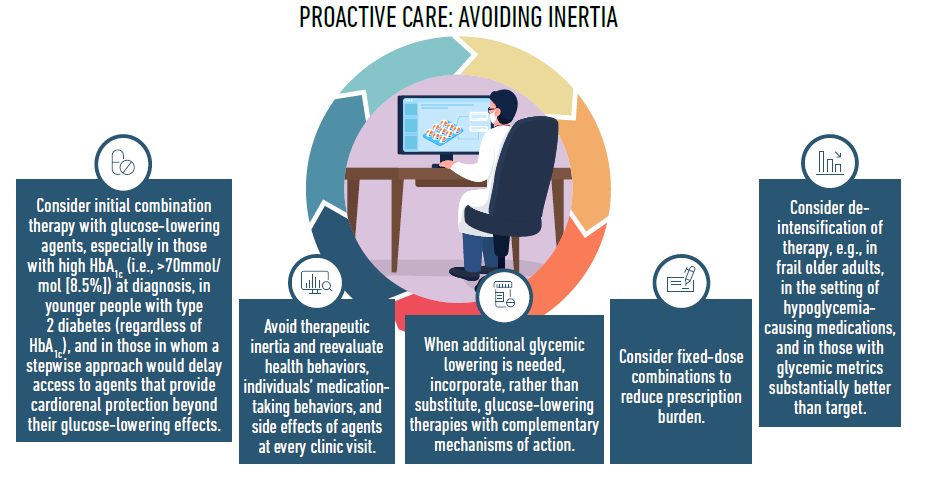 PROACTIVE CARE: AVOIDING INERTIA
Consider initial combination
therapy with glucose-lowering
agents, especially in those
with high HbA1c (i.e., >70mmol/
mol [8.5%]) at diagnosis, in
younger people with type
2 diabetes (regardless of
HbA1c), and in those in whom a
stepwise approach would delay
access to agents that provide
cardiorenal protection beyond
their glucose-lowering effects.
Avoid therapeutic
inertia and reevaluate
health behaviors,
individuals' medication-
taking behaviors, and
side effects of agents
at every clinic visit.
When additional glycemic
lowering is needed,
incorporate, rather than
substitute, glucose-lowering
therapies with complementary
mechanisms of action.
Consider fixed-dose
combinations to
reduce prescription
burden.
Consider de-
intensification of
therapy, e.g., in
frail older adults,
in the setting of
hypoglycemia-
causing medications,
and in those with
glycemic metrics
substantially better
than target.